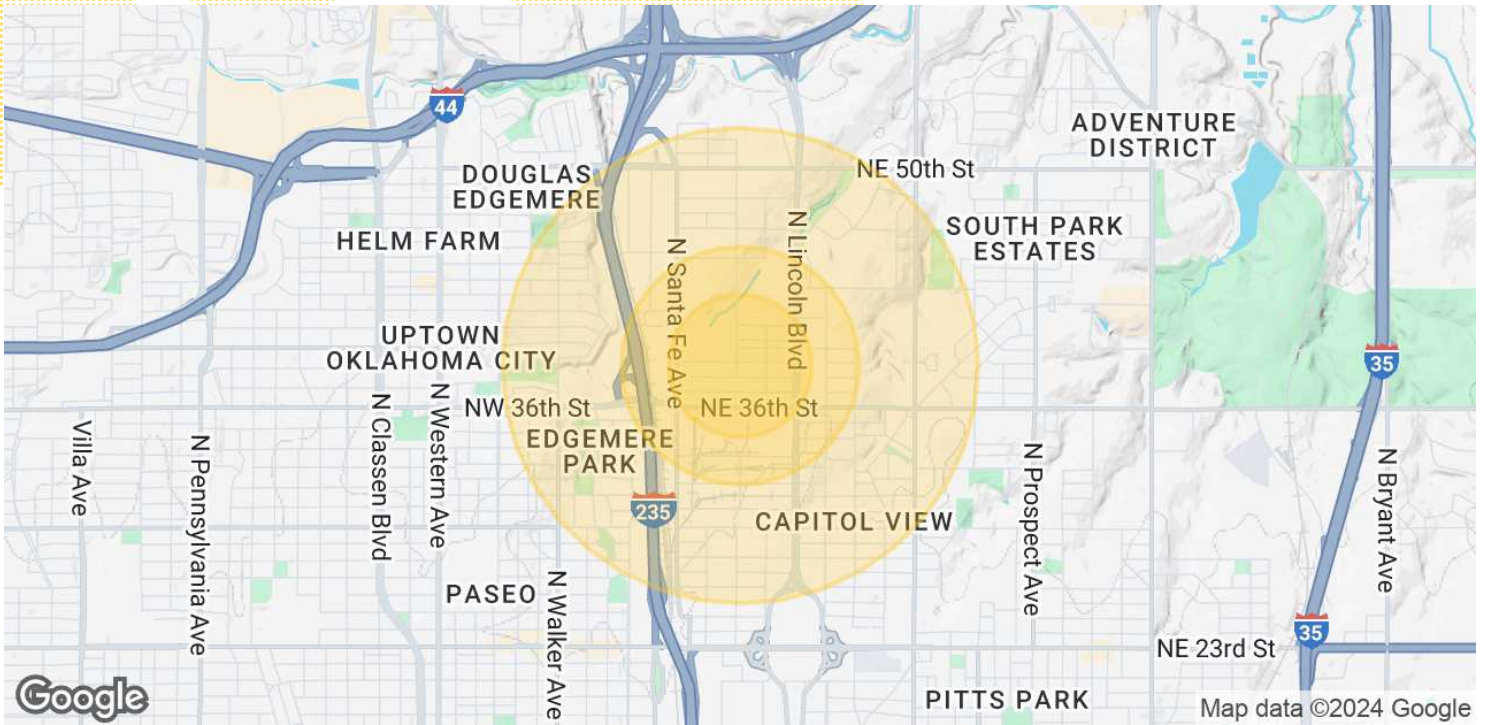 44
ADVENTURE
DISTRICT
DOUGLAS
EDGEMERE
NE 50th St
HELM FARM
SOUTH PARK
ESTATES
N Santa Fe Ave
N Lincoln Blvd
UPTOWN
OKLAHOMA CITY
35
NW 36th St
NE 36th St
N Classen Blvd
N Western Ave
Villa Ave
N Pennsylvania Ave
EDGEMERE
PARK
N Prospect Ave
N Bryant Ave
235
CAPITOL VIEW
PASEO
N Walker Ave
35
NE 23rd St
PITTS PARK
Google
Map data ©2024 Google